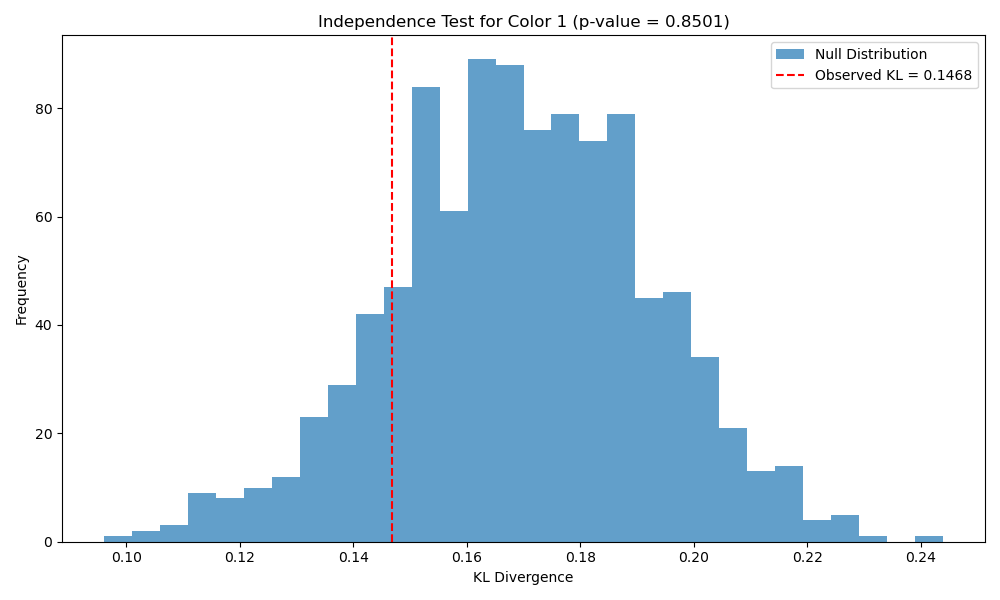 Independence Test for Color 1 (p-value = 0.8501)
Null Distribution
Observed KL = 0.1468
Frequency
80
60
40
20
0
0.10 0.12 0.14 0.16 0.18 0.20 0.22 0.24
KL Divergence